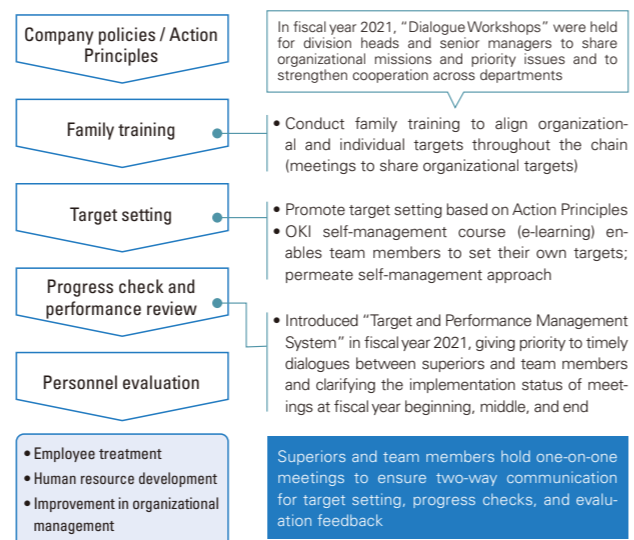 Company policies / Action
Principles
In fiscal year 2021, “Dialogue Workshops” were held
for division heads and senior managers to share
organizational missions and priority issues and to
strengthen cooperation across departments
Family training
• Conduct family training to align organization-
al and individual targets throughout the chain
(meetings to share organizational targets)
Target setting
• Promote target setting based on Action Principles
• OKI self-management course (e-learning) en-
ables team members to set their own targets;
permeate self-management approach
Progress check and
performance review
• Introduced “Target and Performance Management
System” in fiscal year 2021, giving priority to timely
dialogues between superiors and team members
and clarifying the implementation status of meet-
ings at fiscal year beginning, middle, and end
Personnel evaluation
• Employee treatment
• Human resource development
• Improvement in organizational
management
Superiors and team members hold one-on-one
meetings to ensure two-way communication
for target setting, progress checks, and evalu-
ation feedback